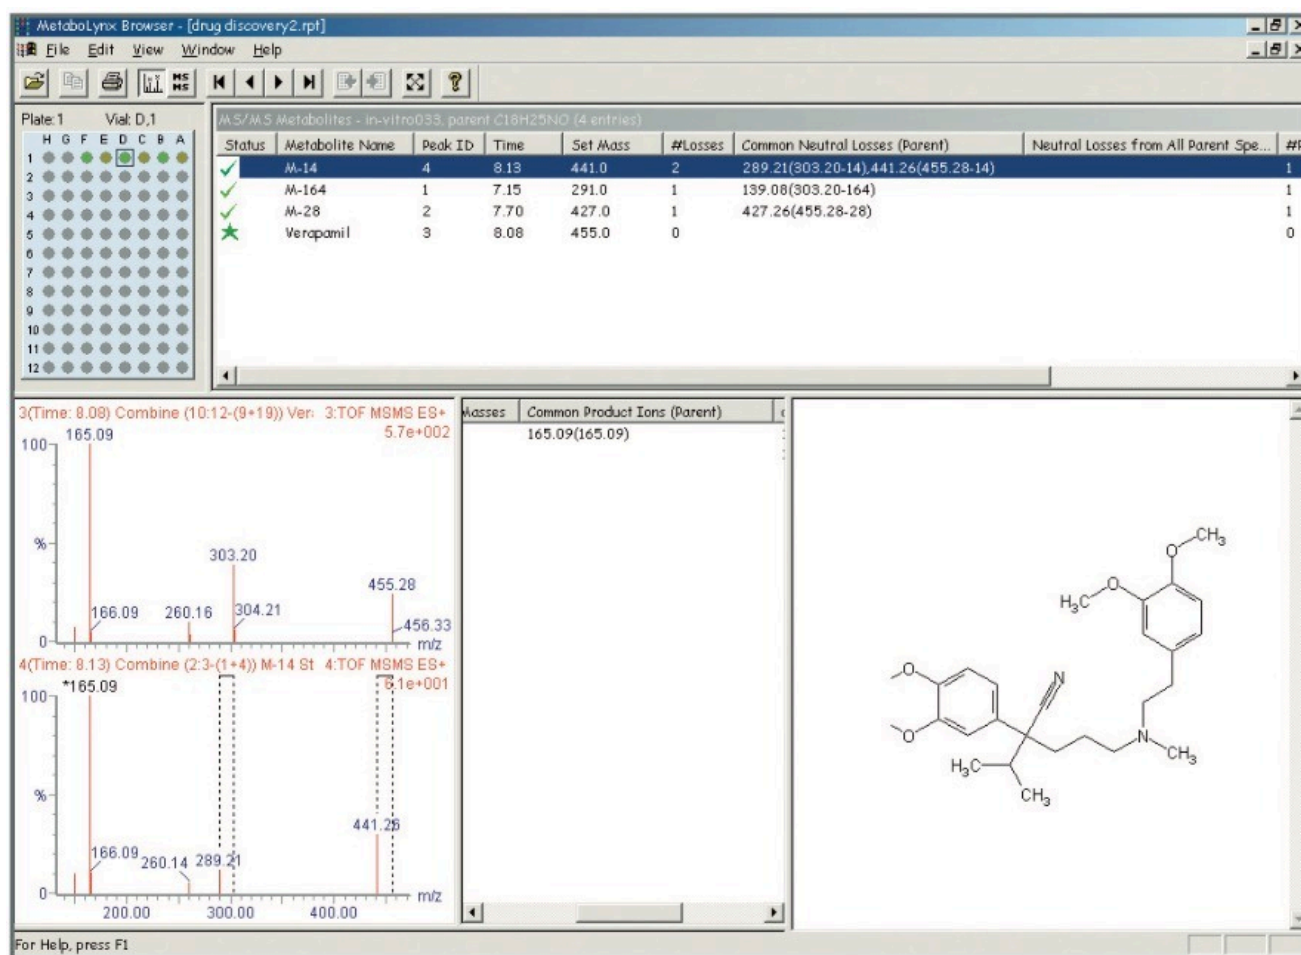 MetaboLynx Browser - [drug discovery2.rpt]
File Edit View Window Help
MS MS
Plate: 1 Vial: D,1
H G F E D C B A
1
2
3
4
5
6
7
8
9
10
11
12
MS/MS Metabolites - in-vitro033, parent C18H25NO (4 entries)
Status Metabolite Name Peak ID Time Set Mass #Losses Common Neutral Losses (Parent) Neutral Losses from All Parent Spe...
M-14 4 8.13 441.0 2 289.21(303.20-14),441.26(455.28-14) 1
M-164 1 7.15 291.0 1 139.08(303.20-164) 1
M-28 2 7.70 427.0 1 427.26(455.28-28) 1
Verapamil 3 8.08 455.0 0 0
3(Time: 8.08) Combine (10:12-(9+19)) Ver: 3:TOF MSMS ES+
5.7e+002
165.09
100
%
303.20
455.28
166.09
260.16
304.21
456.33
0
m/z
4(Time: 8.13) Combine (2:3-(1+4)) M-14 St 4:TOF MSMS ES+
6.1e+001
*165.09
100
%
441.26
166.09
260.14
289.21
0
m/z
200.00 300.00 400.00
Masses Common Product Ions (Parent)
165.09(165.09)
CH3
O
O
H3C
O
N
O
N
CH3
H3C
CH3
For Help, press F1